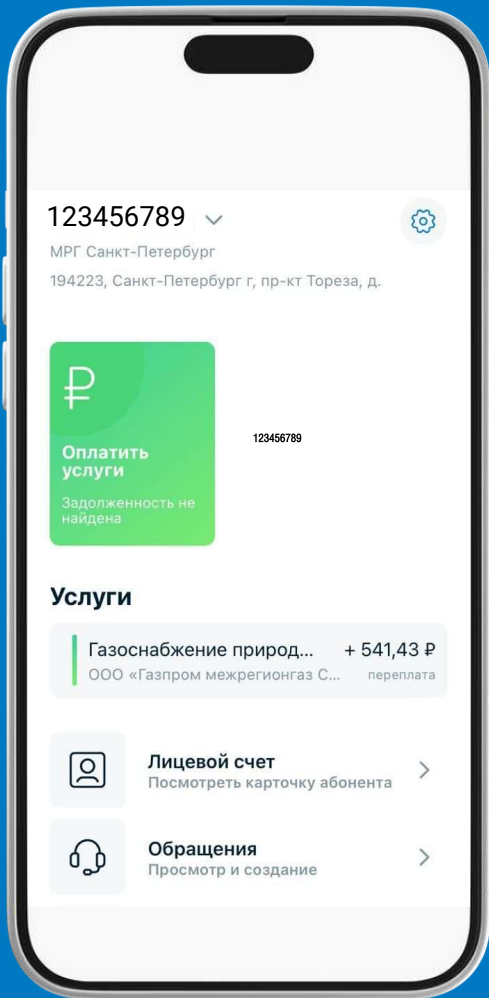 123456789
МРГ Санкт-Петербург
194223, Санкт-Петербург г, пр-кт Тореза, д.
₽
Оплатить
услуги
Задолженность не
найдена
123456789
Услуги
Газоснабжение природ... + 541,43 ₽
ООО «Газпром межрегионгаз С... переплата
Лицевой счет
Посмотреть карточку абонента
Обращения
Просмотр и создание